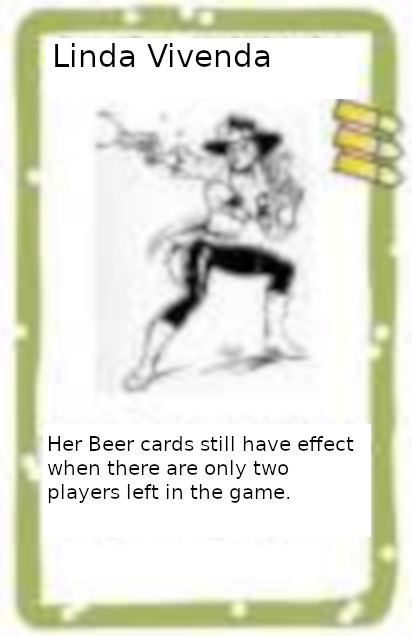 Linda Vivenda
Her Beer cards still have effect
when there are only two
players left in the game.